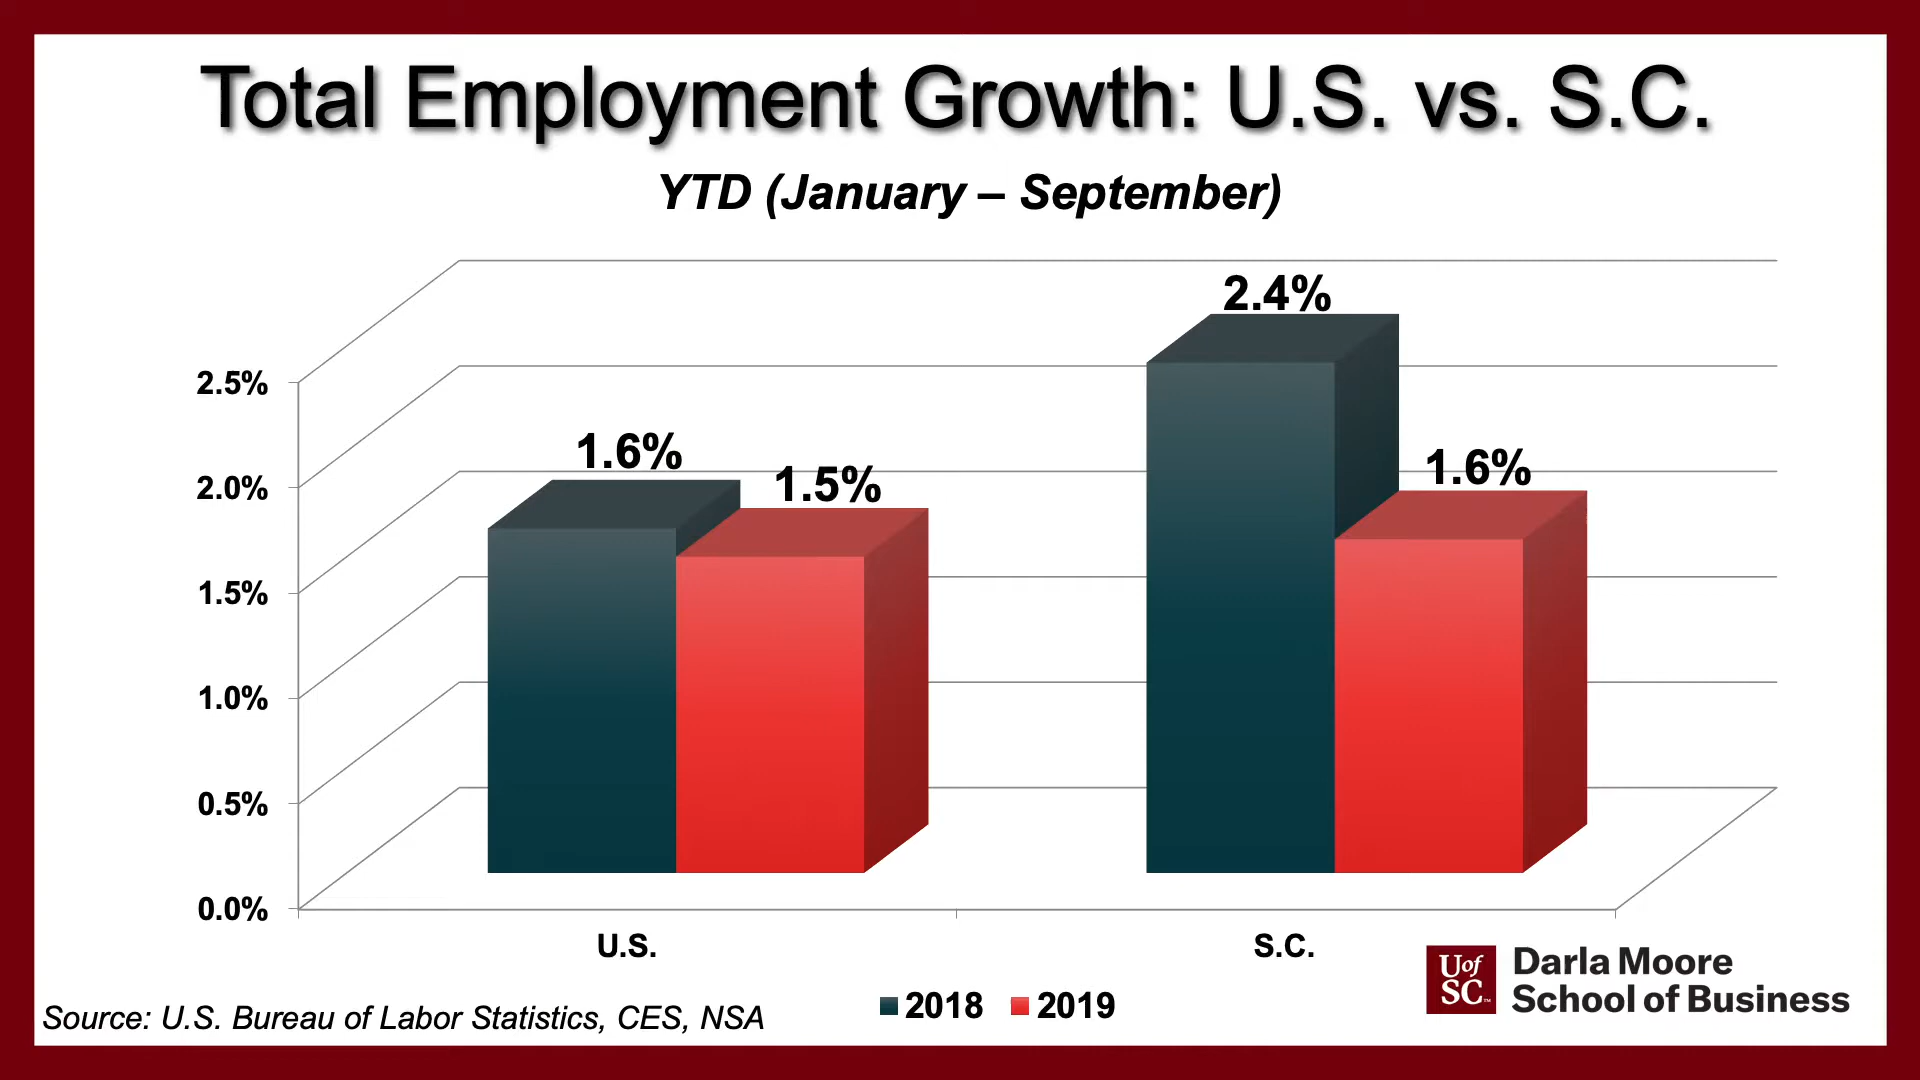 Total Employment Growth: U.S. vs. S.C.
YTD (January – September)
2.5%
2.0%
1.5%
1.0%
0.5%
0.0%
1.6%
1.5%
2.4%
1.6%
U.S.
S.C.
2018
2019
Source: U.S. Bureau of Labor Statistics, CES, NSA
UofSC™
Darla Moore
School of Business